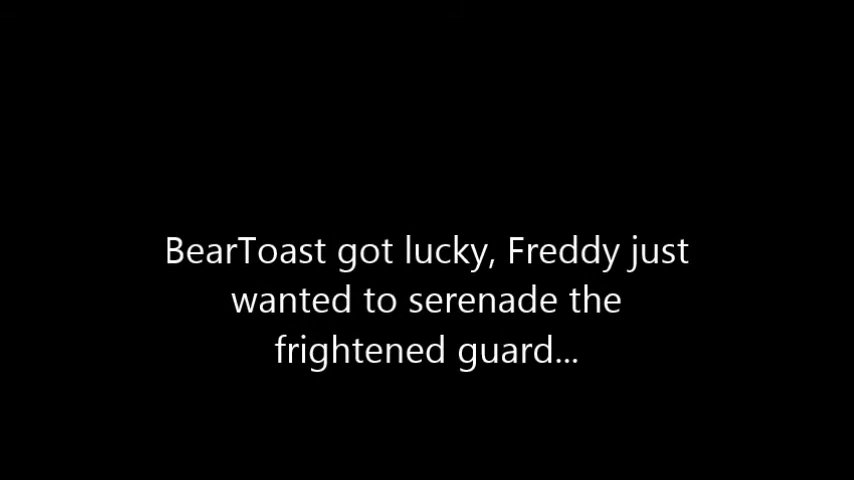 BearToast got lucky, Freddy just
wanted to serenade the
frightened guard...